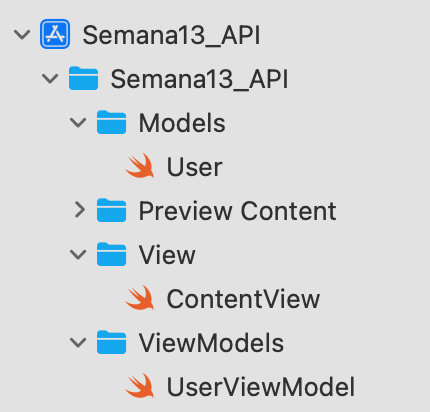 Semana13_API
Semana13_API
Models
User
Preview Content
View
ContentView
ViewModels
UserViewModel